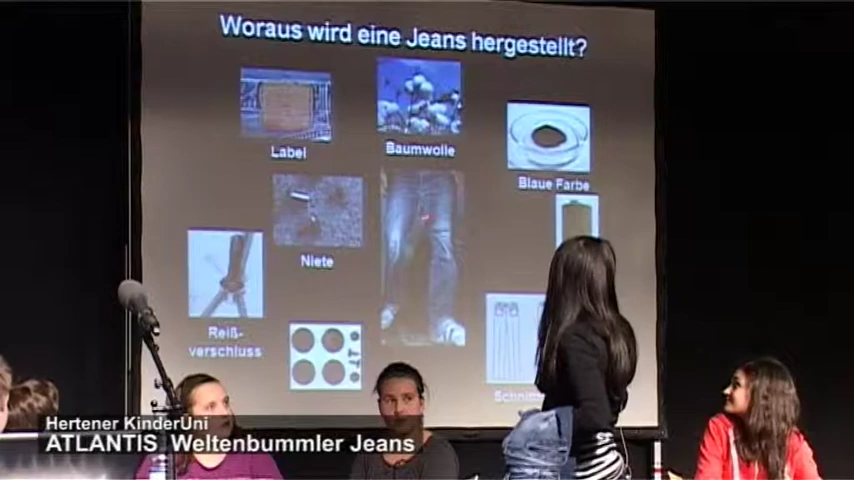 Woraus wird eine Jeans hergestellt?
Label
Baumwolle
Blaue Farbe
Niete
Reiß-
verschluss
Hertener KinderUni
ATLANTIS - Weltenbummler Jeans